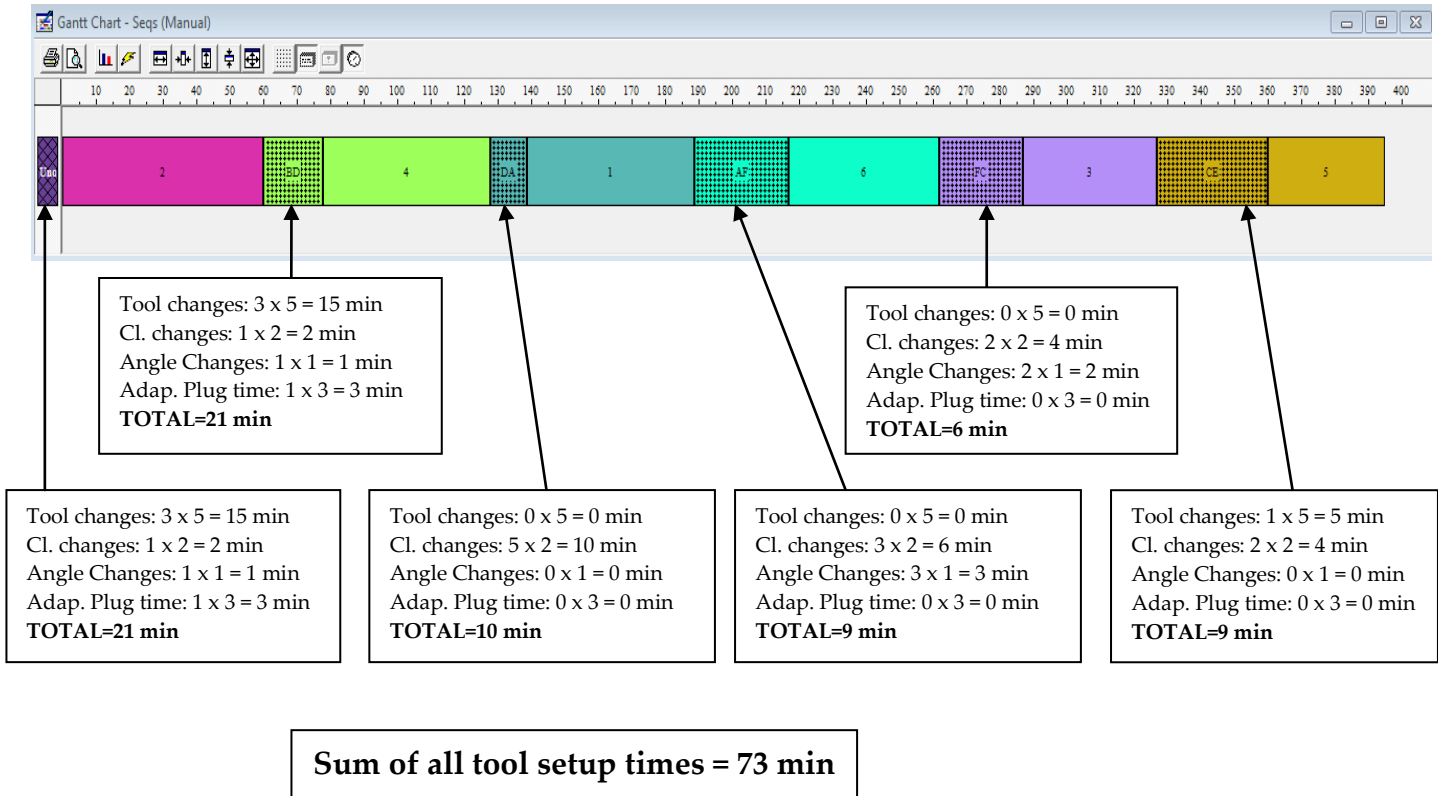 Gantt Chart - Seqs (Manual)
10 20 30 40 50 60 70 80 90 100 110 120 130 140 150 160 170 180 190 200 210 220 230 240 250 260 270 280 290 300 310 320 330 340 350 360 370 380 390 400
Uno 2 BD 4 DA 1 AF 6 FC 3 CE 5
Tool changes: 3 x 5 = 15 min
Cl. changes: 1 x 2 = 2 min
Angle Changes: 1 x 1 = 1 min
Adap. Plug time: 1 x 3 = 3 min
TOTAL=21 min
Tool changes: 0 x 5 = 0 min
Cl. changes: 2 x 2 = 4 min
Angle Changes: 2 x 1 = 2 min
Adap. Plug time: 0 x 3 = 0 min
TOTAL=6 min
Tool changes: 3 x 5 = 15 min
Cl. changes: 1 x 2 = 2 min
Angle Changes: 1 x 1 = 1 min
Adap. Plug time: 1 x 3 = 3 min
TOTAL=21 min
Tool changes: 0 x 5 = 0 min
Cl. changes: 5 x 2 = 10 min
Angle Changes: 0 x 1 = 0 min
Adap. Plug time: 0 x 3 = 0 min
TOTAL=10 min
Tool changes: 0 x 5 = 0 min
Cl. changes: 3 x 2 = 6 min
Angle Changes: 3 x 1 = 3 min
Adap. Plug time: 0 x 3 = 0 min
TOTAL=9 min
Tool changes: 1 x 5 = 5 min
Cl. changes: 2 x 2 = 4 min
Angle Changes: 0 x 1 = 0 min
Adap. Plug time: 0 x 3 = 0 min
TOTAL=9 min
Sum of all tool setup times = 73 min